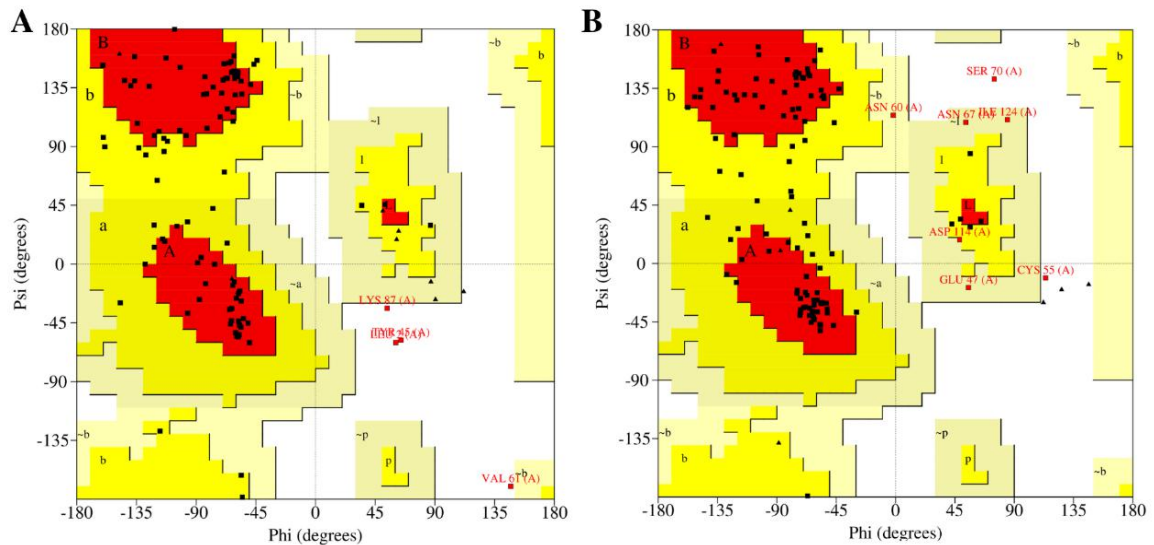 A
180
135
90
45
0
-45
-90
-135
Psi (degrees)
B
b
~b
~b
b
~l
l
L
a
A
~a
LYS 87 (A)
TYR 45 (A)
~b
b
~p
p
VAL 61 (A)
~b
-180
-135
-90
-45
0
45
90
135
180
Phi (degrees)
B
180
135
90
45
0
-45
-90
-135
Psi (degrees)
B
b
~b
~b
b
SER 70 (A)
ASN 60 (A)
ASN 67 (A)
ILE 124 (A)
~l
l
L
a
A
~a
ASP 114 (A)
CYS 55 (A)
GLU 47 (A)
~b
b
~p
p
~b
-180
-135
-90
-45
0
45
90
135
180
Phi (degrees)